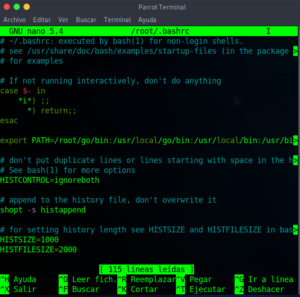 Parrot Terminal
Archivo Editar Ver Buscar Terminal Ayuda
GNU nano 5.4 /root/.bashrc
# ~/.bashrc: executed by bash(1) for non-login shells.
# see /usr/share/doc/bash/examples/startup-files (in the package >
# for examples
# If not running interactively, don't do anything
case $- in
*i*) ;;
*) return;;
esac
export PATH=/root/go/bin:/usr/local/go/bin:/usr/local/bin:/usr/bi>
# don't put duplicate lines or lines starting with space in the h>
# See bash(1) for more options
HISTCONTROL=ignoreboth
# append to the history file, don't overwrite it
shopt -s histappend
# for setting history length see HISTSIZE and HISTFILESIZE in bas>
HISTSIZE=1000
HISTFILESIZE=2000
[ 115 líneas leídas ]
^G Ayuda ^O Leer fich. ^R Reemplazar ^V Pegar ^G Ir a línea
^X Salir ^F Buscar ^K Cortar ^T Ejecutar ^Z Deshacer